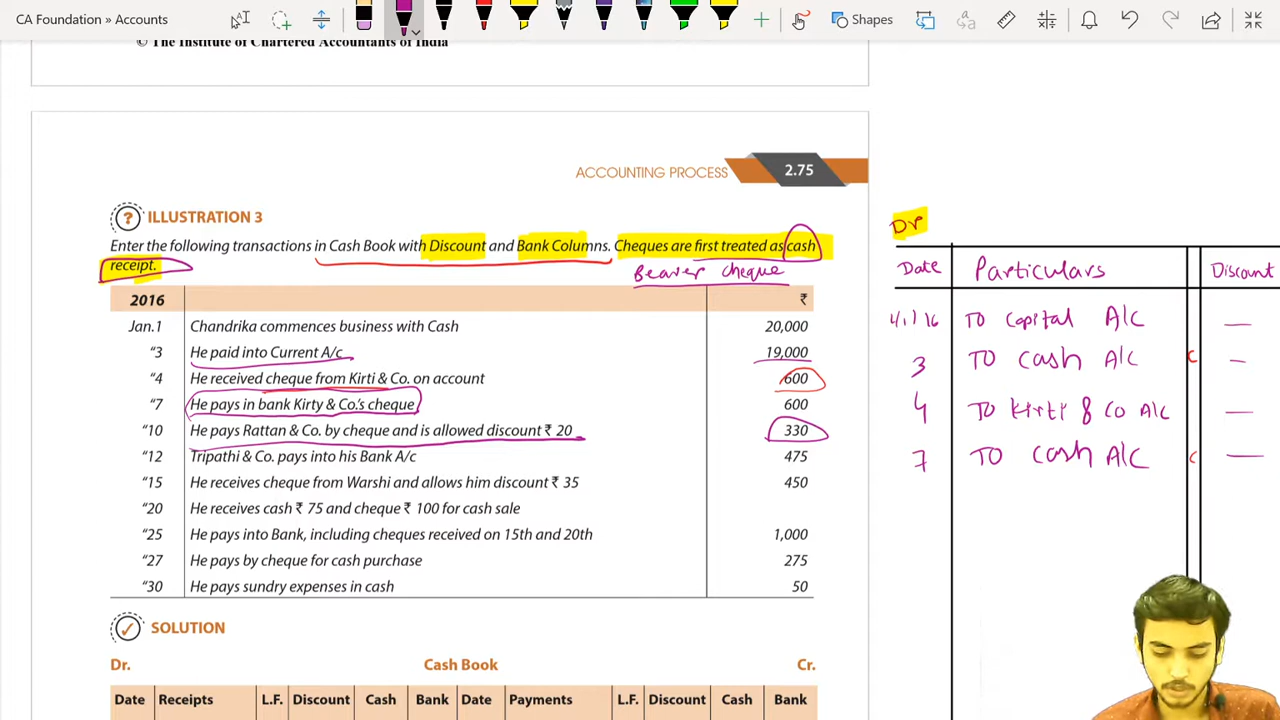 CA Foundation » Accounts
Shapes
© The Institute of Chartered Accountants of India
ACCOUNTING PROCESS 2.75
? ILLUSTRATION 3
Enter the following transactions in Cash Book with Discount and Bank Columns. Cheques are first treated as cash
receipt.
Bearer cheque
2016 ₹
Jan.1 Chandrika commences business with Cash 20,000
“3 He paid into Current A/c 19,000
“4 He received cheque from Kirti & Co. on account 600
“7 He pays in bank Kirty & Co.'s cheque 600
“10 He pays Rattan & Co. by cheque and is allowed discount ₹ 20 330
“12 Tripathi & Co. pays into his Bank A/c 475
“15 He receives cheque from Warshi and allows him discount ₹ 35 450
“20 He receives cash ₹ 75 and cheque ₹ 100 for cash sale
“25 He pays into Bank, including cheques received on 15th and 20th 1,000
“27 He pays by cheque for cash purchase 275
“30 He pays sundry expenses in cash 50
SOLUTION
Dr. Cash Book Cr.
Date Receipts L.F. Discount Cash Bank Date Payments L.F. Discount Cash Bank
Dr
Date Particulars Discount
TO Capital A/C —
3 TO cash A/C C —
4 TO Kirti & Co A/C —
7 TO cash A/C C —